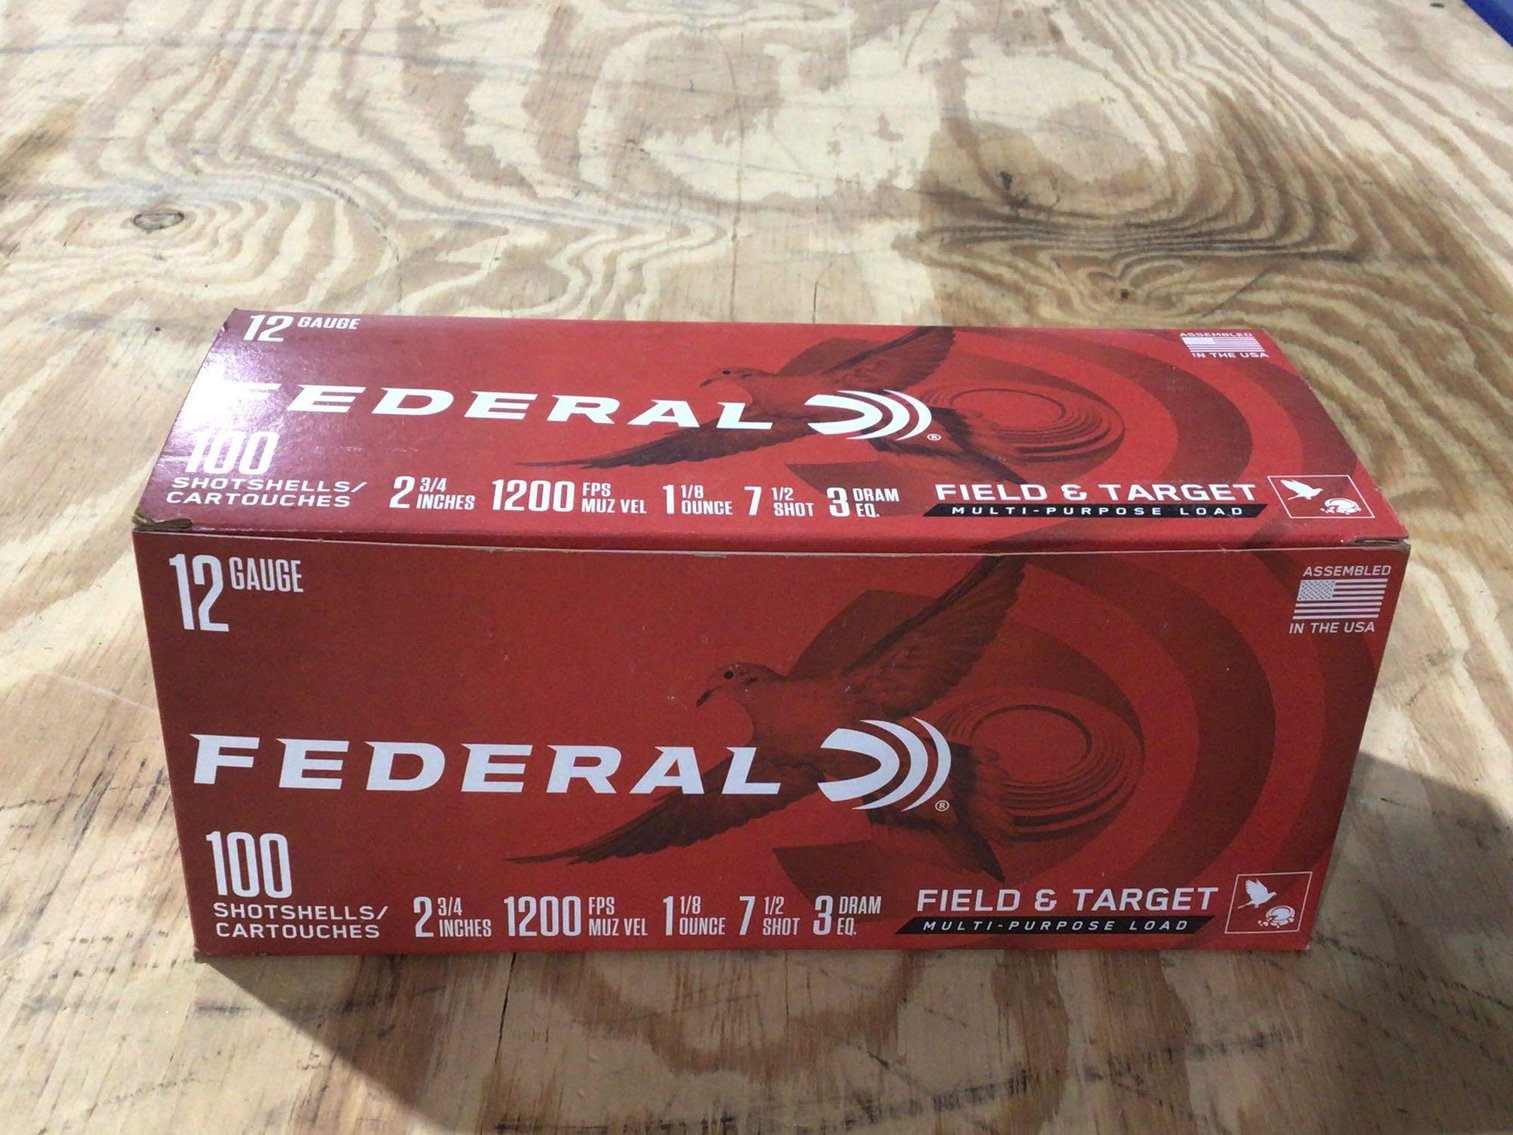 12 GAUGE
ASSEMBLED
IN THE USA
FEDERAL ®
100
SHOTSHELLS/
CARTOUCHES
2 3/4 INCHES 1200 FPS MUZ VEL 1 1/8 OUNCE 7 1/2 SHOT 3 DRAM EQ.
FIELD & TARGET
MULTI-PURPOSE LOAD
12 GAUGE
ASSEMBLED
IN THE USA
FEDERAL ®
100
SHOTSHELLS/
CARTOUCHES
2 3/4 INCHES 1200 FPS MUZ VEL 1 1/8 OUNCE 7 1/2 SHOT 3 DRAM EQ.
FIELD & TARGET
MULTI-PURPOSE LOAD